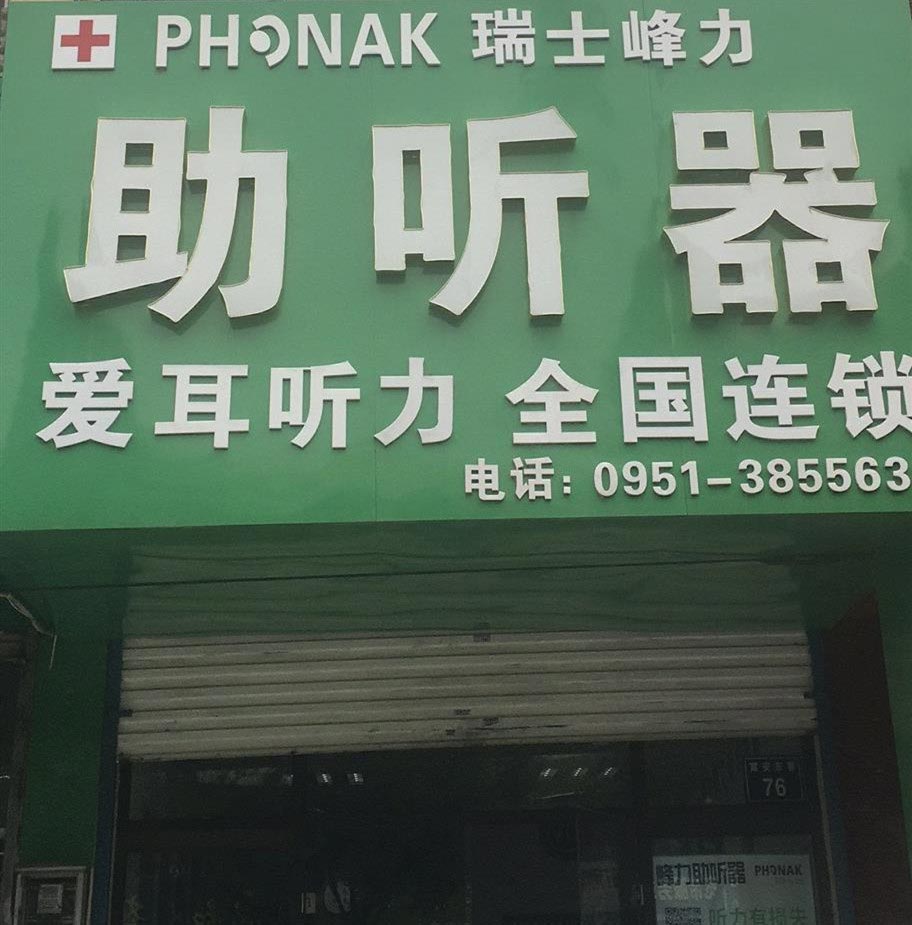 PHONAK 瑞士峰力
助听器
爱耳听力 全国连锁
电话：0951-385563
76
峰力助听器 PHONAK
听力有损失